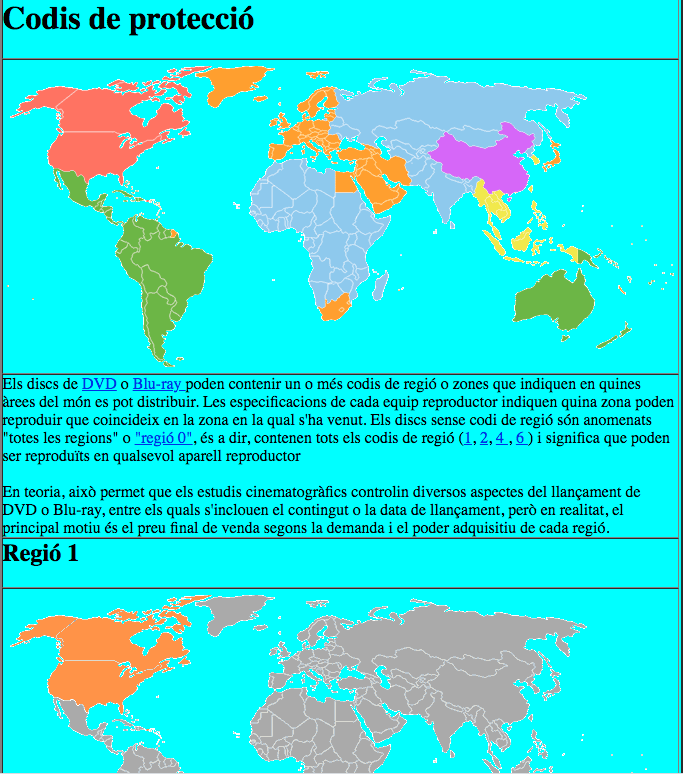 Codis de protecció
Els discs de DVD o Blu-ray poden contenir un o més codis de regió o zones que indiquen en quines
àrees del món es pot distribuir. Les especificacions de cada equip reproductor indiquen quina zona poden
reproduir que coincideix en la zona en la qual s'ha venut. Els discs sense codi de regió són anomenats
"totes les regions" o "regió 0", és a dir, contenen tots els codis de regió (1, 2, 4 , 6 ) i significa que poden
ser reproduïts en qualsevol aparell reproductor
En teoria, això permet que els estudis cinematogràfics controlin diversos aspectes del llançament de
DVD o Blu-ray, entre els quals s'inclouen el contingut o la data de llançament, però en realitat, el
principal motiu és el preu final de venda segons la demanda i el poder adquisitiu de cada regió.
Regió 1